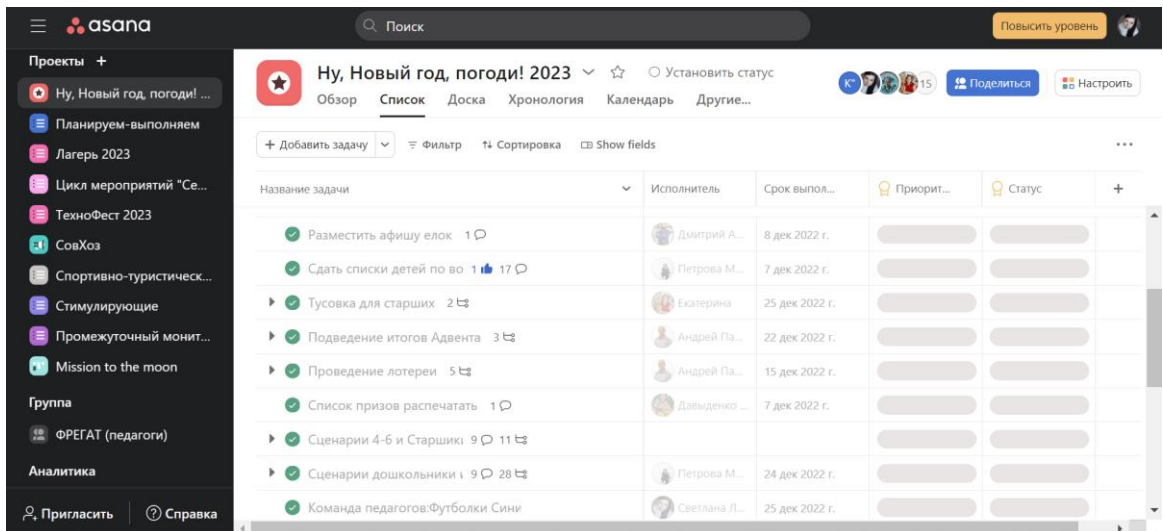 asana
Поиск
Повысить уровень
Проекты +
Ну, Новый год, погоди! ...
Планируем-выполняем
Лагерь 2023
Цикл мероприятий "Се...
ТехноФест 2023
СовХоз
Спортивно-туристическ...
Стимулирующие
Промежуточный монит...
Mission to the moon
Группа
ФРЕГАТ (педагоги)
Аналитика
Пригласить
Справка
Ну, Новый год, погоди! 2023 Установить статус
К" 15 Поделиться Настроить
Обзор Список Доска Хронология Календарь Другие...
+ Добавить задачу Фильтр Сортировка Show fields
Название задачи Исполнитель Срок выпол... Приорит... Статус +
Разместить афишу елок 1 Дмитрий А... 8 дек 2022 г.
Сдать списки детей по во 1 17 Петрова М... 7 дек 2022 г.
Тусовка для старших 2 Екатерина 25 дек 2022 г.
Подведение итогов Адвента 3 Андрей Па... 22 дек 2022 г.
Проведение лотереи 5 Андрей Па... 15 дек 2022 г.
Список призов распечатать 1 Давыденко ... 7 дек 2022 г.
Сценарии 4-6 и Старшики 9 11
Сценарии дошкольники 9 28 Петрова М... 24 дек 2022 г.
Команда педагогов:Футболки Сини Светлана Л... 25 дек 2022 г.